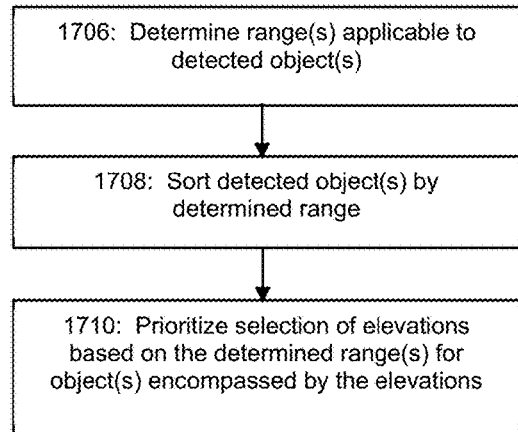 1706: Determine range(s) applicable to
detected object(s)
1708: Sort detected object(s) by
determined range
1710: Prioritize selection of elevations
based on the determined range(s) for
object(s) encompassed by the elevations